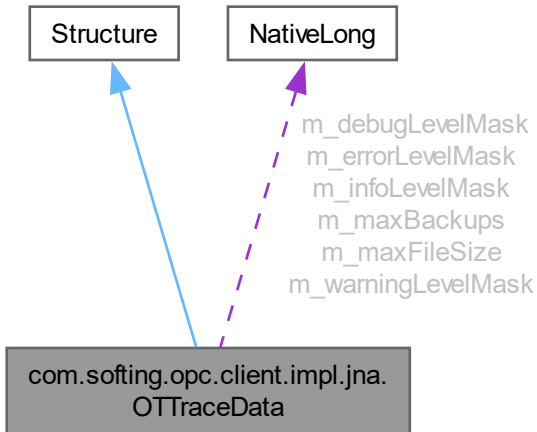 Structure
NativeLong
m_debugLevelMask
m_errorLevelMask
m_infoLevelMask
m_maxBackups
m_maxFileSize
m_warningLevelMask
com.softing.opc.client.impl.jna.
OTTraceData